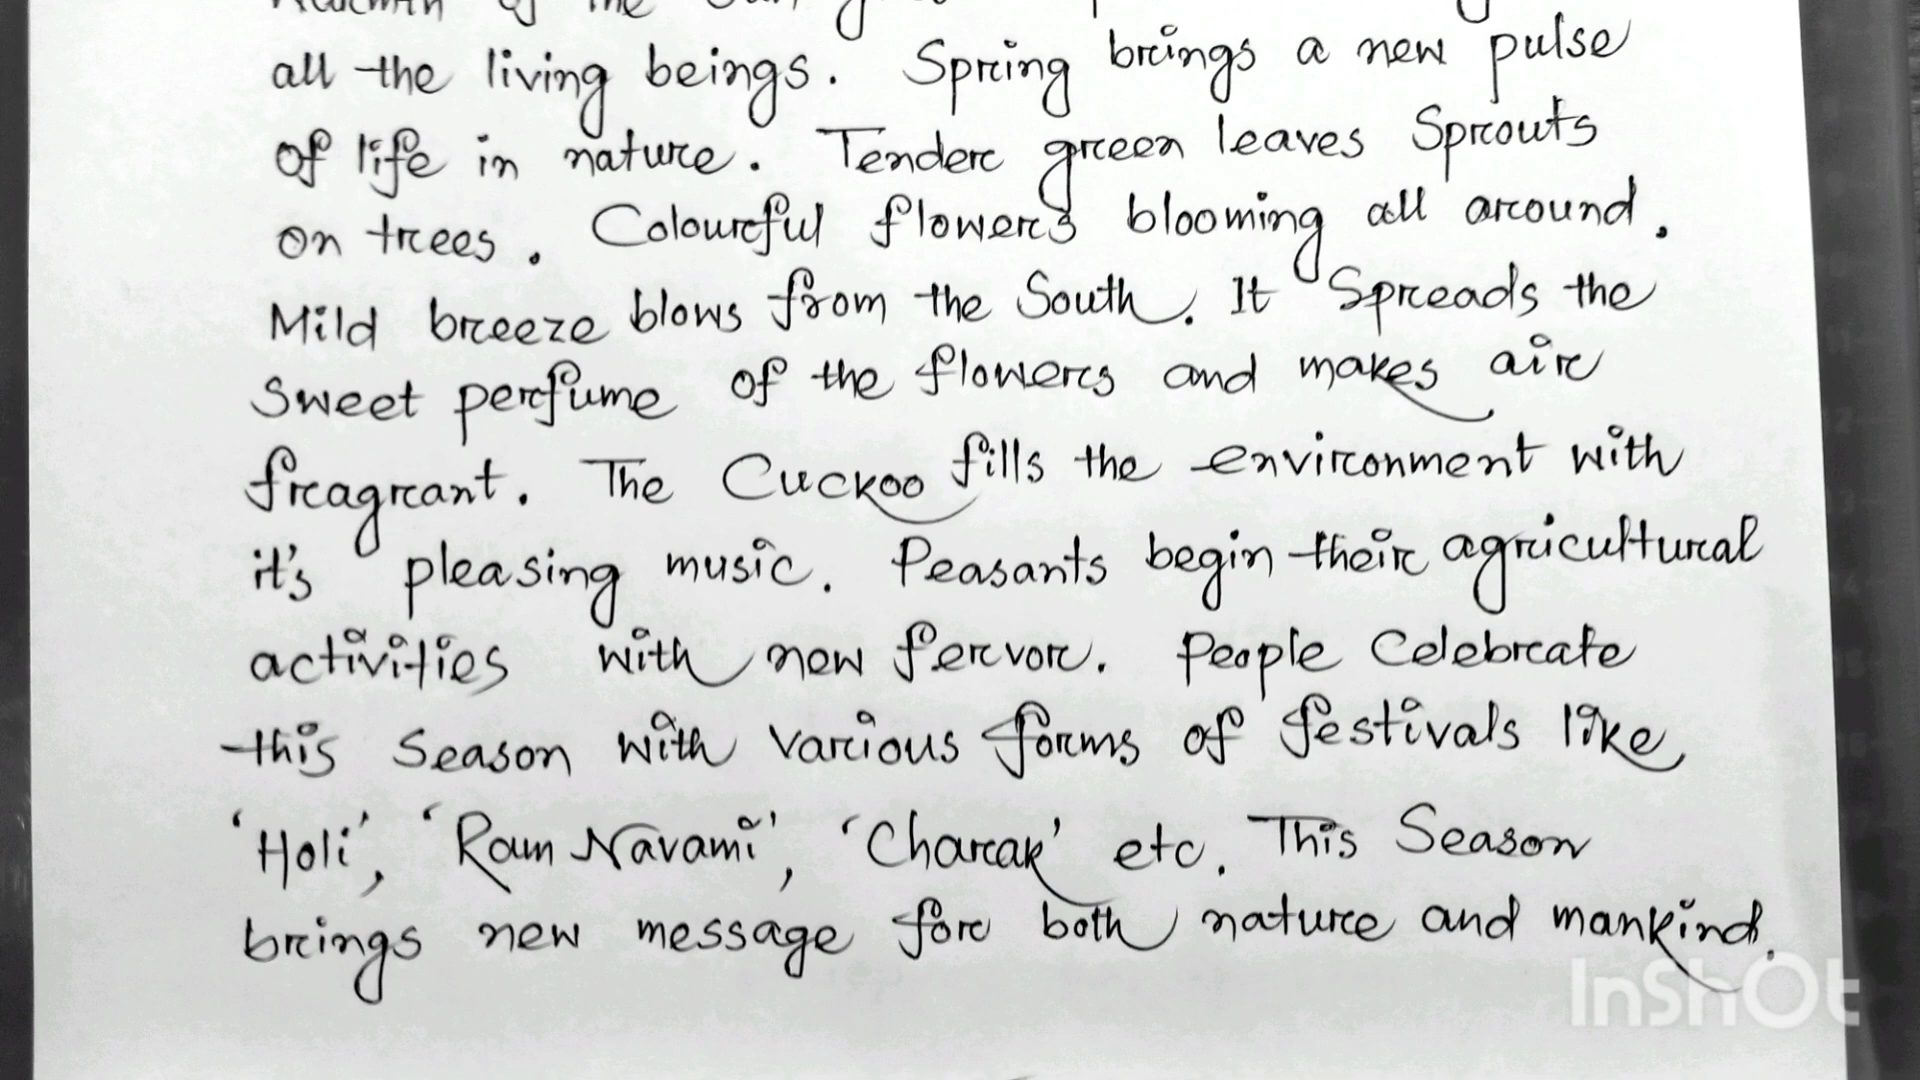 of the
all the living beings. Spring brings a new pulse
of life in nature. Tender green leaves Sprouts
on trees. Colourful flowers blooming all around.
Mild breeze blows from the South. It Spreads the
Sweet perfume of the flowers and makes air
fragrant. The Cuckoo fills the environment with
it's pleasing music. Peasants begin their agricultural
activities with new fervor. People Celebrate
this Season with various forms of festivals like
'Holi', 'Ram Navami', 'Charak' etc. This Season
brings new message for both nature and mankind.
InShOt